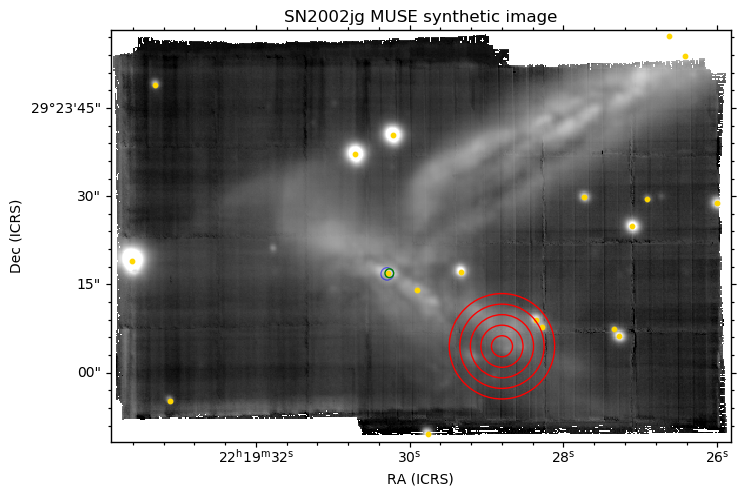 SN2002jg MUSE synthetic image
29°23'45"
30"
15"
00"
Dec (ICRS)
22ʰ19ᵐ32ˢ
30ˢ
28ˢ
26ˢ
RA (ICRS)